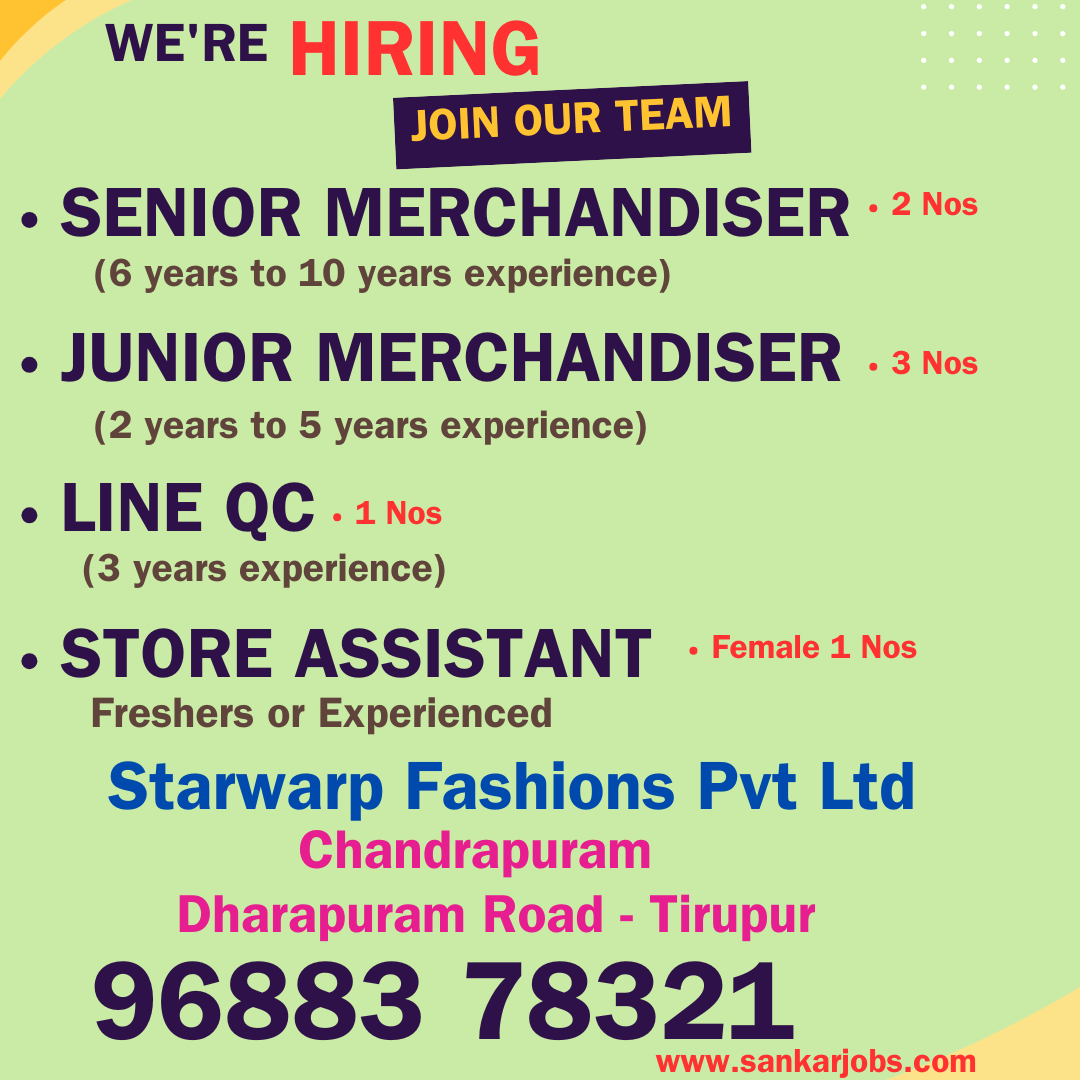 WE'RE HIRING
JOIN OUR TEAM
• SENIOR MERCHANDISER • 2 Nos
(6 years to 10 years experience)
• JUNIOR MERCHANDISER • 3 Nos
(2 years to 5 years experience)
• LINE QC • 1 Nos
(3 years experience)
• STORE ASSISTANT • Female 1 Nos
Freshers or Experienced
Starwarp Fashions Pvt Ltd
Chandrapuram
Dharapuram Road - Tirupur
96883 78321
www.sankarjobs.com